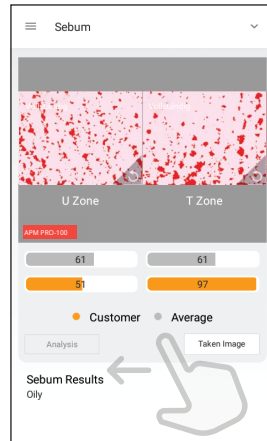 Sebum
U Zone
T Zone
APM PRO-100
61
61
51
97
Customer
Average
Analysis
Taken Image
Sebum Results
Oily